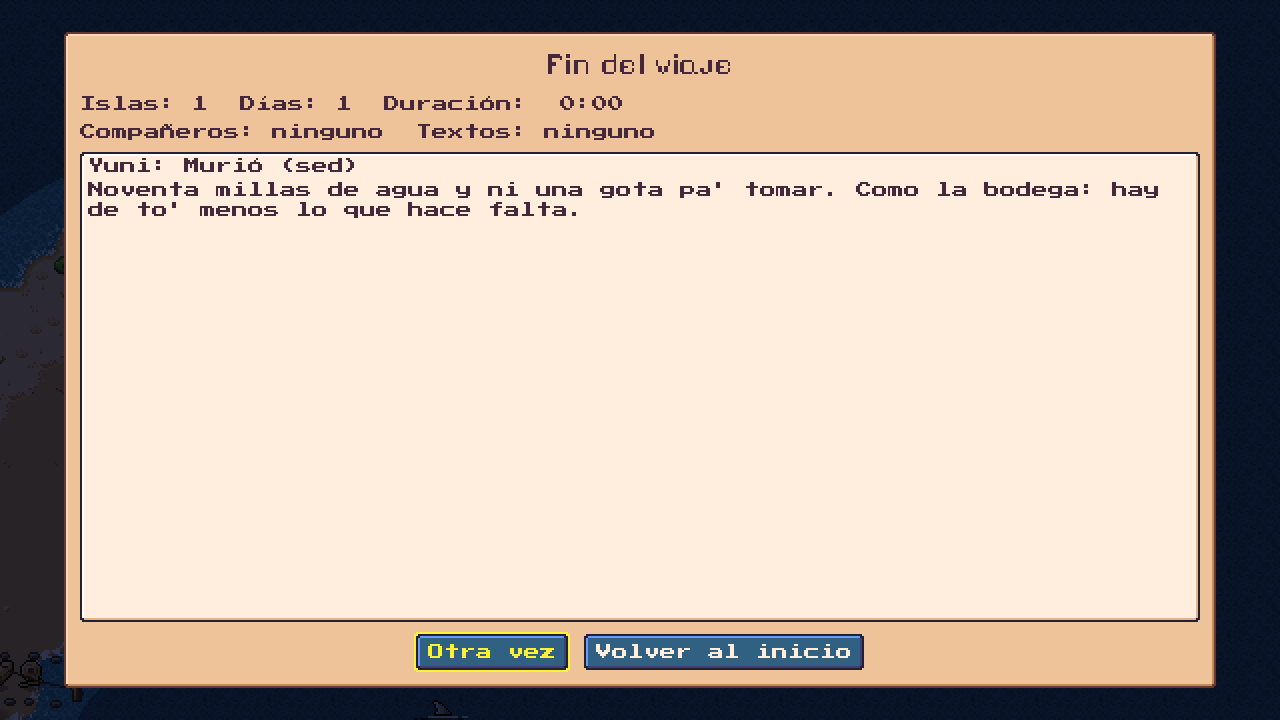 Fin del viaje
Islas: 1  Días: 1  Duración:  0:00
Compañeros: ninguno  Textos: ninguno
Yuni: Murió (sed)
Noventa millas de agua y ni una gota pa' tomar. Como la bodega: hay
de to' menos lo que hace falta.
Otra vez  Volver al inicio